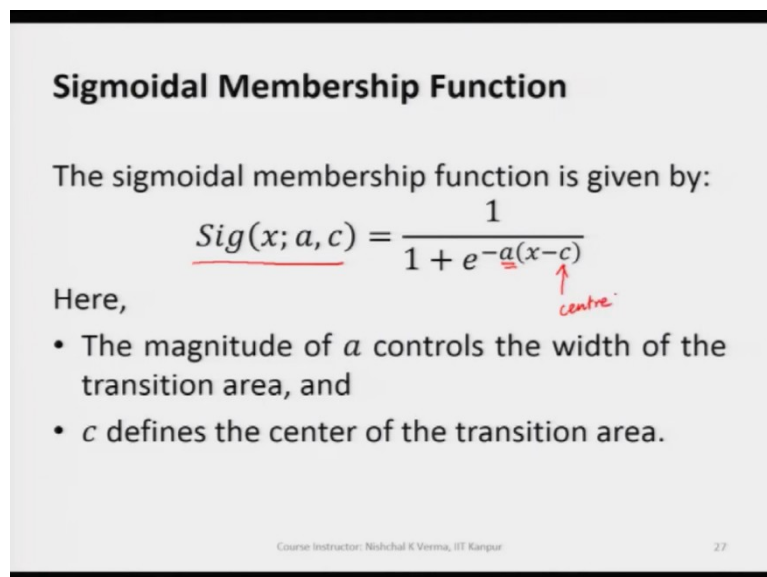 Sigmoidal Membership Function
The sigmoidal membership function is given by:
Sig(x; a, c) = 1 / (1 + e^{−a(x−c)})
centre
Here,
• The magnitude of a controls the width of the
transition area, and
• c defines the center of the transition area.
Course Instructor: Nishchal K Verma, IIT Kanpur
27